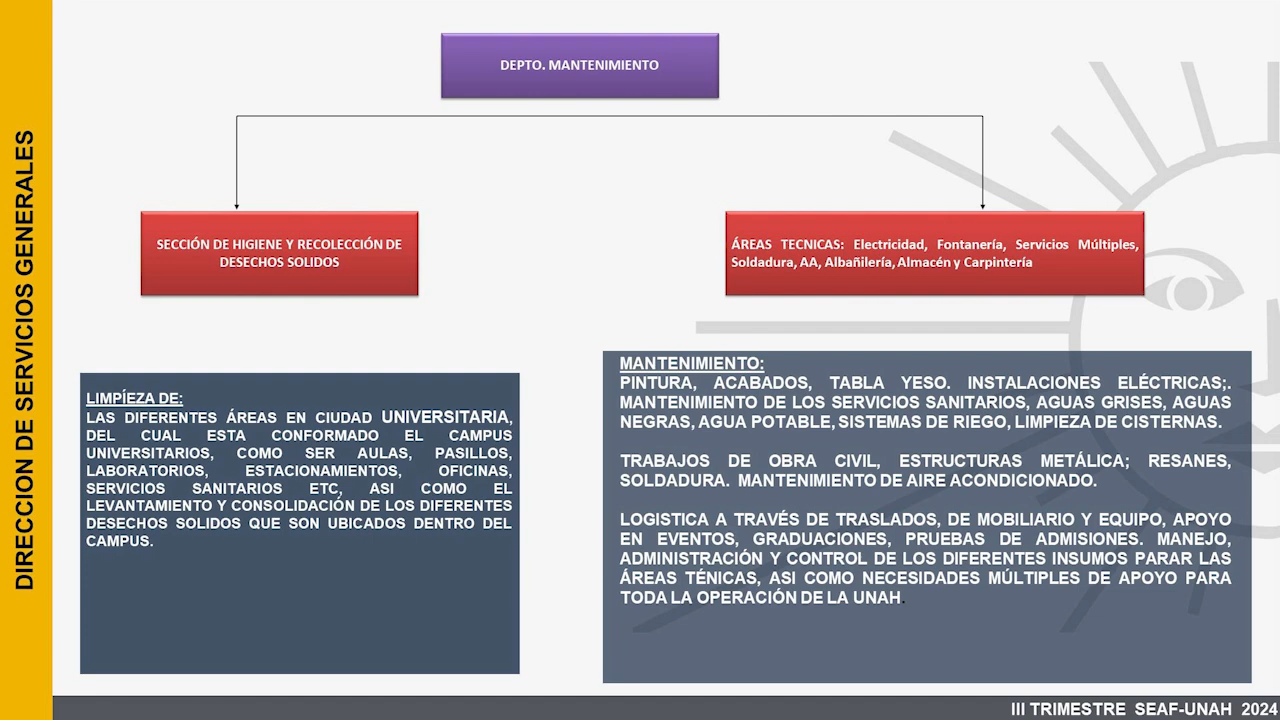 DIRECCION DE SERVICIOS GENERALES
DEPTO. MANTENIMIENTO
SECCIÓN DE HIGIENE Y RECOLECCIÓN DE
DESECHOS SOLIDOS
ÁREAS TECNICAS: Electricidad, Fontanería, Servicios Múltiples,
Soldadura, AA, Albañilería, Almacén y Carpintería
LIMPÍEZA DE:
LAS DIFERENTES ÁREAS EN CIUDAD UNIVERSITARIA,
DEL CUAL ESTA CONFORMADO EL CAMPUS
UNIVERSITARIOS, COMO SER AULAS, PASILLOS,
LABORATORIOS, ESTACIONAMIENTOS, OFICINAS,
SERVICIOS SANITARIOS ETC, ASI COMO EL
LEVANTAMIENTO Y CONSOLIDACIÓN DE LOS DIFERENTES
DESECHOS SOLIDOS QUE SON UBICADOS DENTRO DEL
CAMPUS.
MANTENIMIENTO:
PINTURA, ACABADOS, TABLA YESO. INSTALACIONES ELÉCTRICAS;.
MANTENIMIENTO DE LOS SERVICIOS SANITARIOS, AGUAS GRISES, AGUAS
NEGRAS, AGUA POTABLE, SISTEMAS DE RIEGO, LIMPIEZA DE CISTERNAS.
TRABAJOS DE OBRA CIVIL, ESTRUCTURAS METÁLICA; RESANES,
SOLDADURA. MANTENIMIENTO DE AIRE ACONDICIONADO.
LOGISTICA A TRAVÉS DE TRASLADOS, DE MOBILIARIO Y EQUIPO, APOYO
EN EVENTOS, GRADUACIONES, PRUEBAS DE ADMISIONES. MANEJO,
ADMINISTRACIÓN Y CONTROL DE LOS DIFERENTES INSUMOS PARAR LAS
ÁREAS TÉNICAS, ASI COMO NECESIDADES MÚLTIPLES DE APOYO PARA
TODA LA OPERACIÓN DE LA UNAH.
III TRIMESTRE SEAF-UNAH 2024